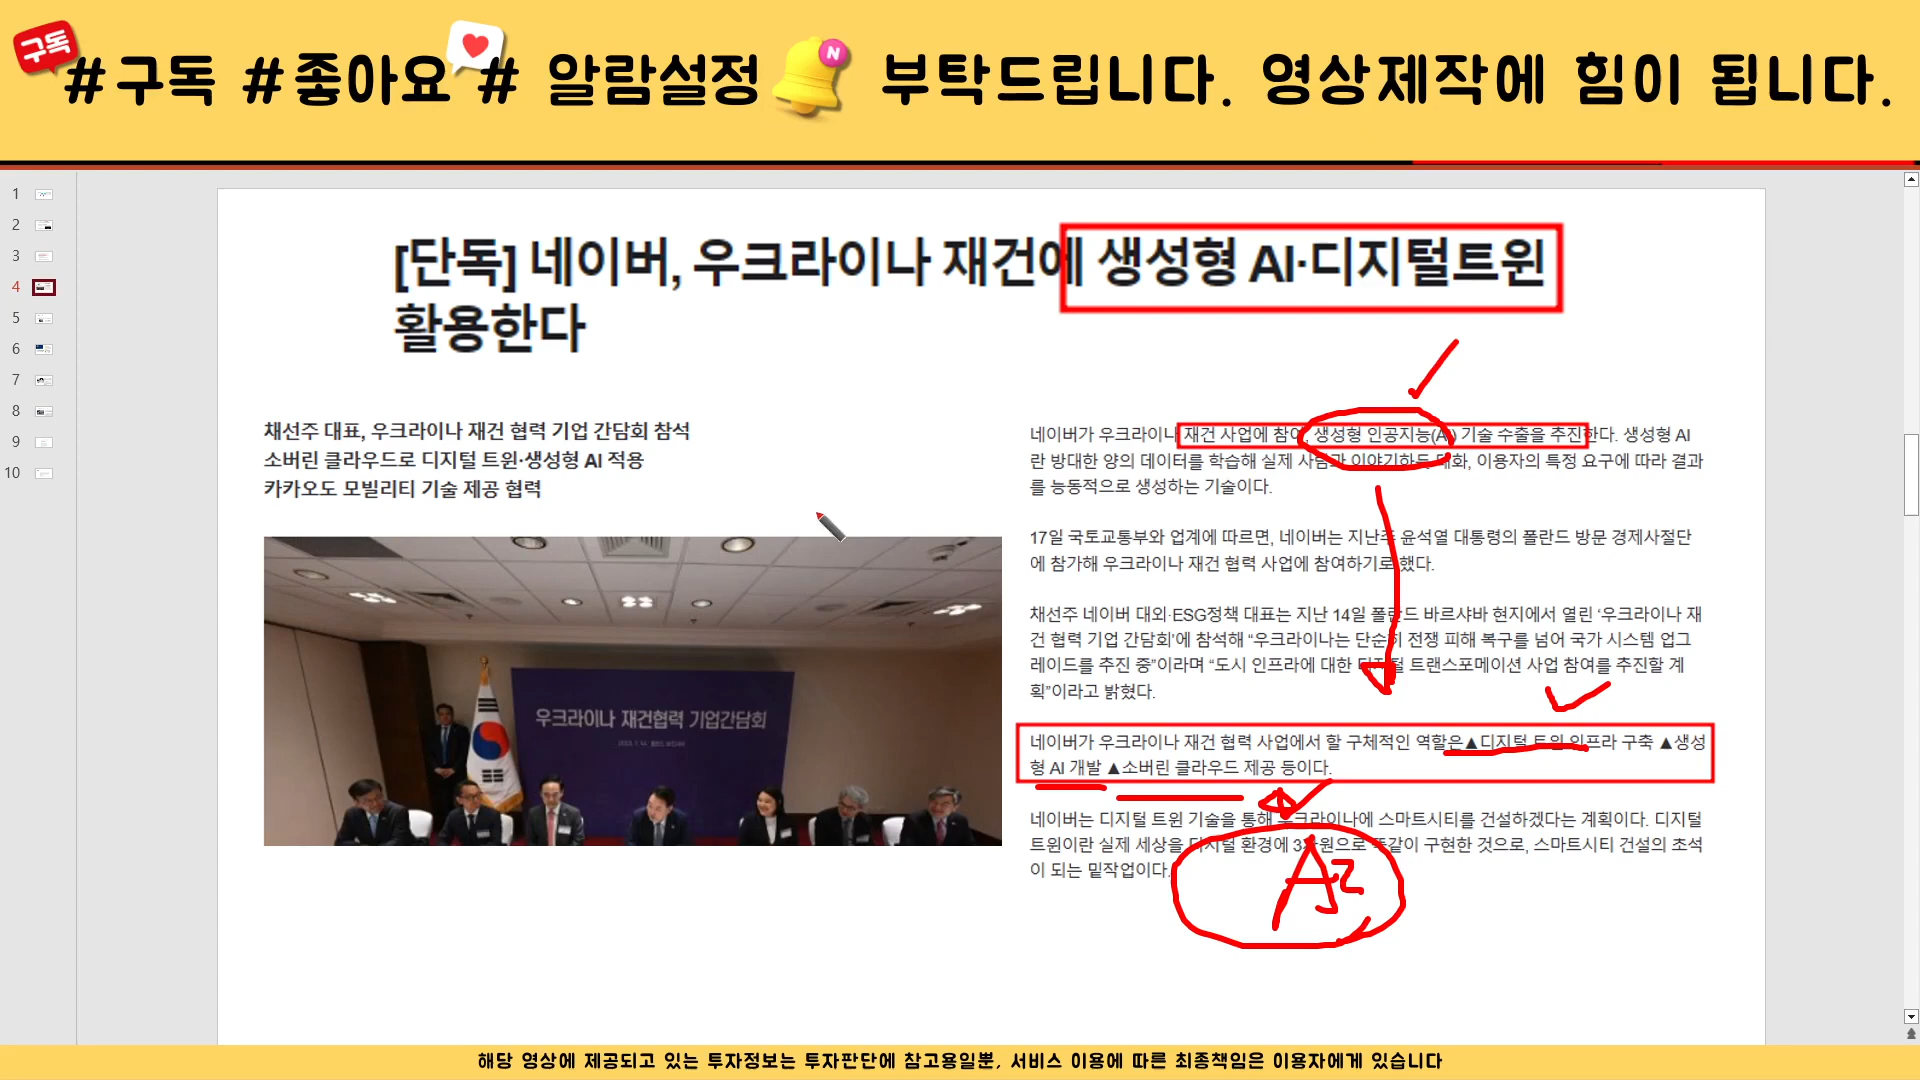 구독
#구독 #좋아요 # 알람설정 N 부탁드립니다. 영상제작에 힘이 됩니다.
1
2
3
4
5
6
7
8
9
10
[단독] 네이버, 우크라이나 재건에 생성형 AI·디지털트윈
활용한다
채선주 대표, 우크라이나 재건 협력 기업 간담회 참석
소버린 클라우드로 디지털 트윈·생성형 AI 적용
카카오도 모빌리티 기술 제공 협력
우크라이나 재건협력 기업간담회
네이버가 우크라이나 재건 사업에 참여, 생성형 인공지능(AI) 기술 수출을 추진한다. 생성형 AI
란 방대한 양의 데이터를 학습해 실제 사람과 이야기하듯 대화, 이용자의 특정 요구에 따라 결과
를 능동적으로 생성하는 기술이다.
17일 국토교통부와 업계에 따르면, 네이버는 지난주 윤석열 대통령의 폴란드 방문 경제사절단
에 참가해 우크라이나 재건 협력 사업에 참여하기로 했다.
채선주 네이버 대외·ESG정책 대표는 지난 14일 폴란드 바르샤바 현지에서 열린 ‘우크라이나 재
건 협력 기업 간담회’에 참석해 “우크라이나는 단순히 전쟁 피해 복구를 넘어 국가 시스템 업그
레이드를 추진 중”이라며 “도시 인프라에 대한 디지털 트랜스포메이션 사업 참여를 추진할 계
획”이라고 밝혔다.
네이버가 우크라이나 재건 협력 사업에서 할 구체적인 역할은▲디지털 트윈 인프라 구축 ▲생성
형 AI 개발 ▲소버린 클라우드 제공 등이다.
네이버는 디지털 트윈 기술을 통해 우크라이나에 스마트시티를 건설하겠다는 계획이다. 디지털
트윈이란 실제 세상을 디지털 환경에 3차원으로 똑같이 구현한 것으로, 스마트시티 건설의 초석
이 되는 밑작업이다.
해당 영상에 제공되고 있는 투자정보는 투자판단에 참고용일뿐, 서비스 이용에 따른 최종책임은 이용자에게 있습니다